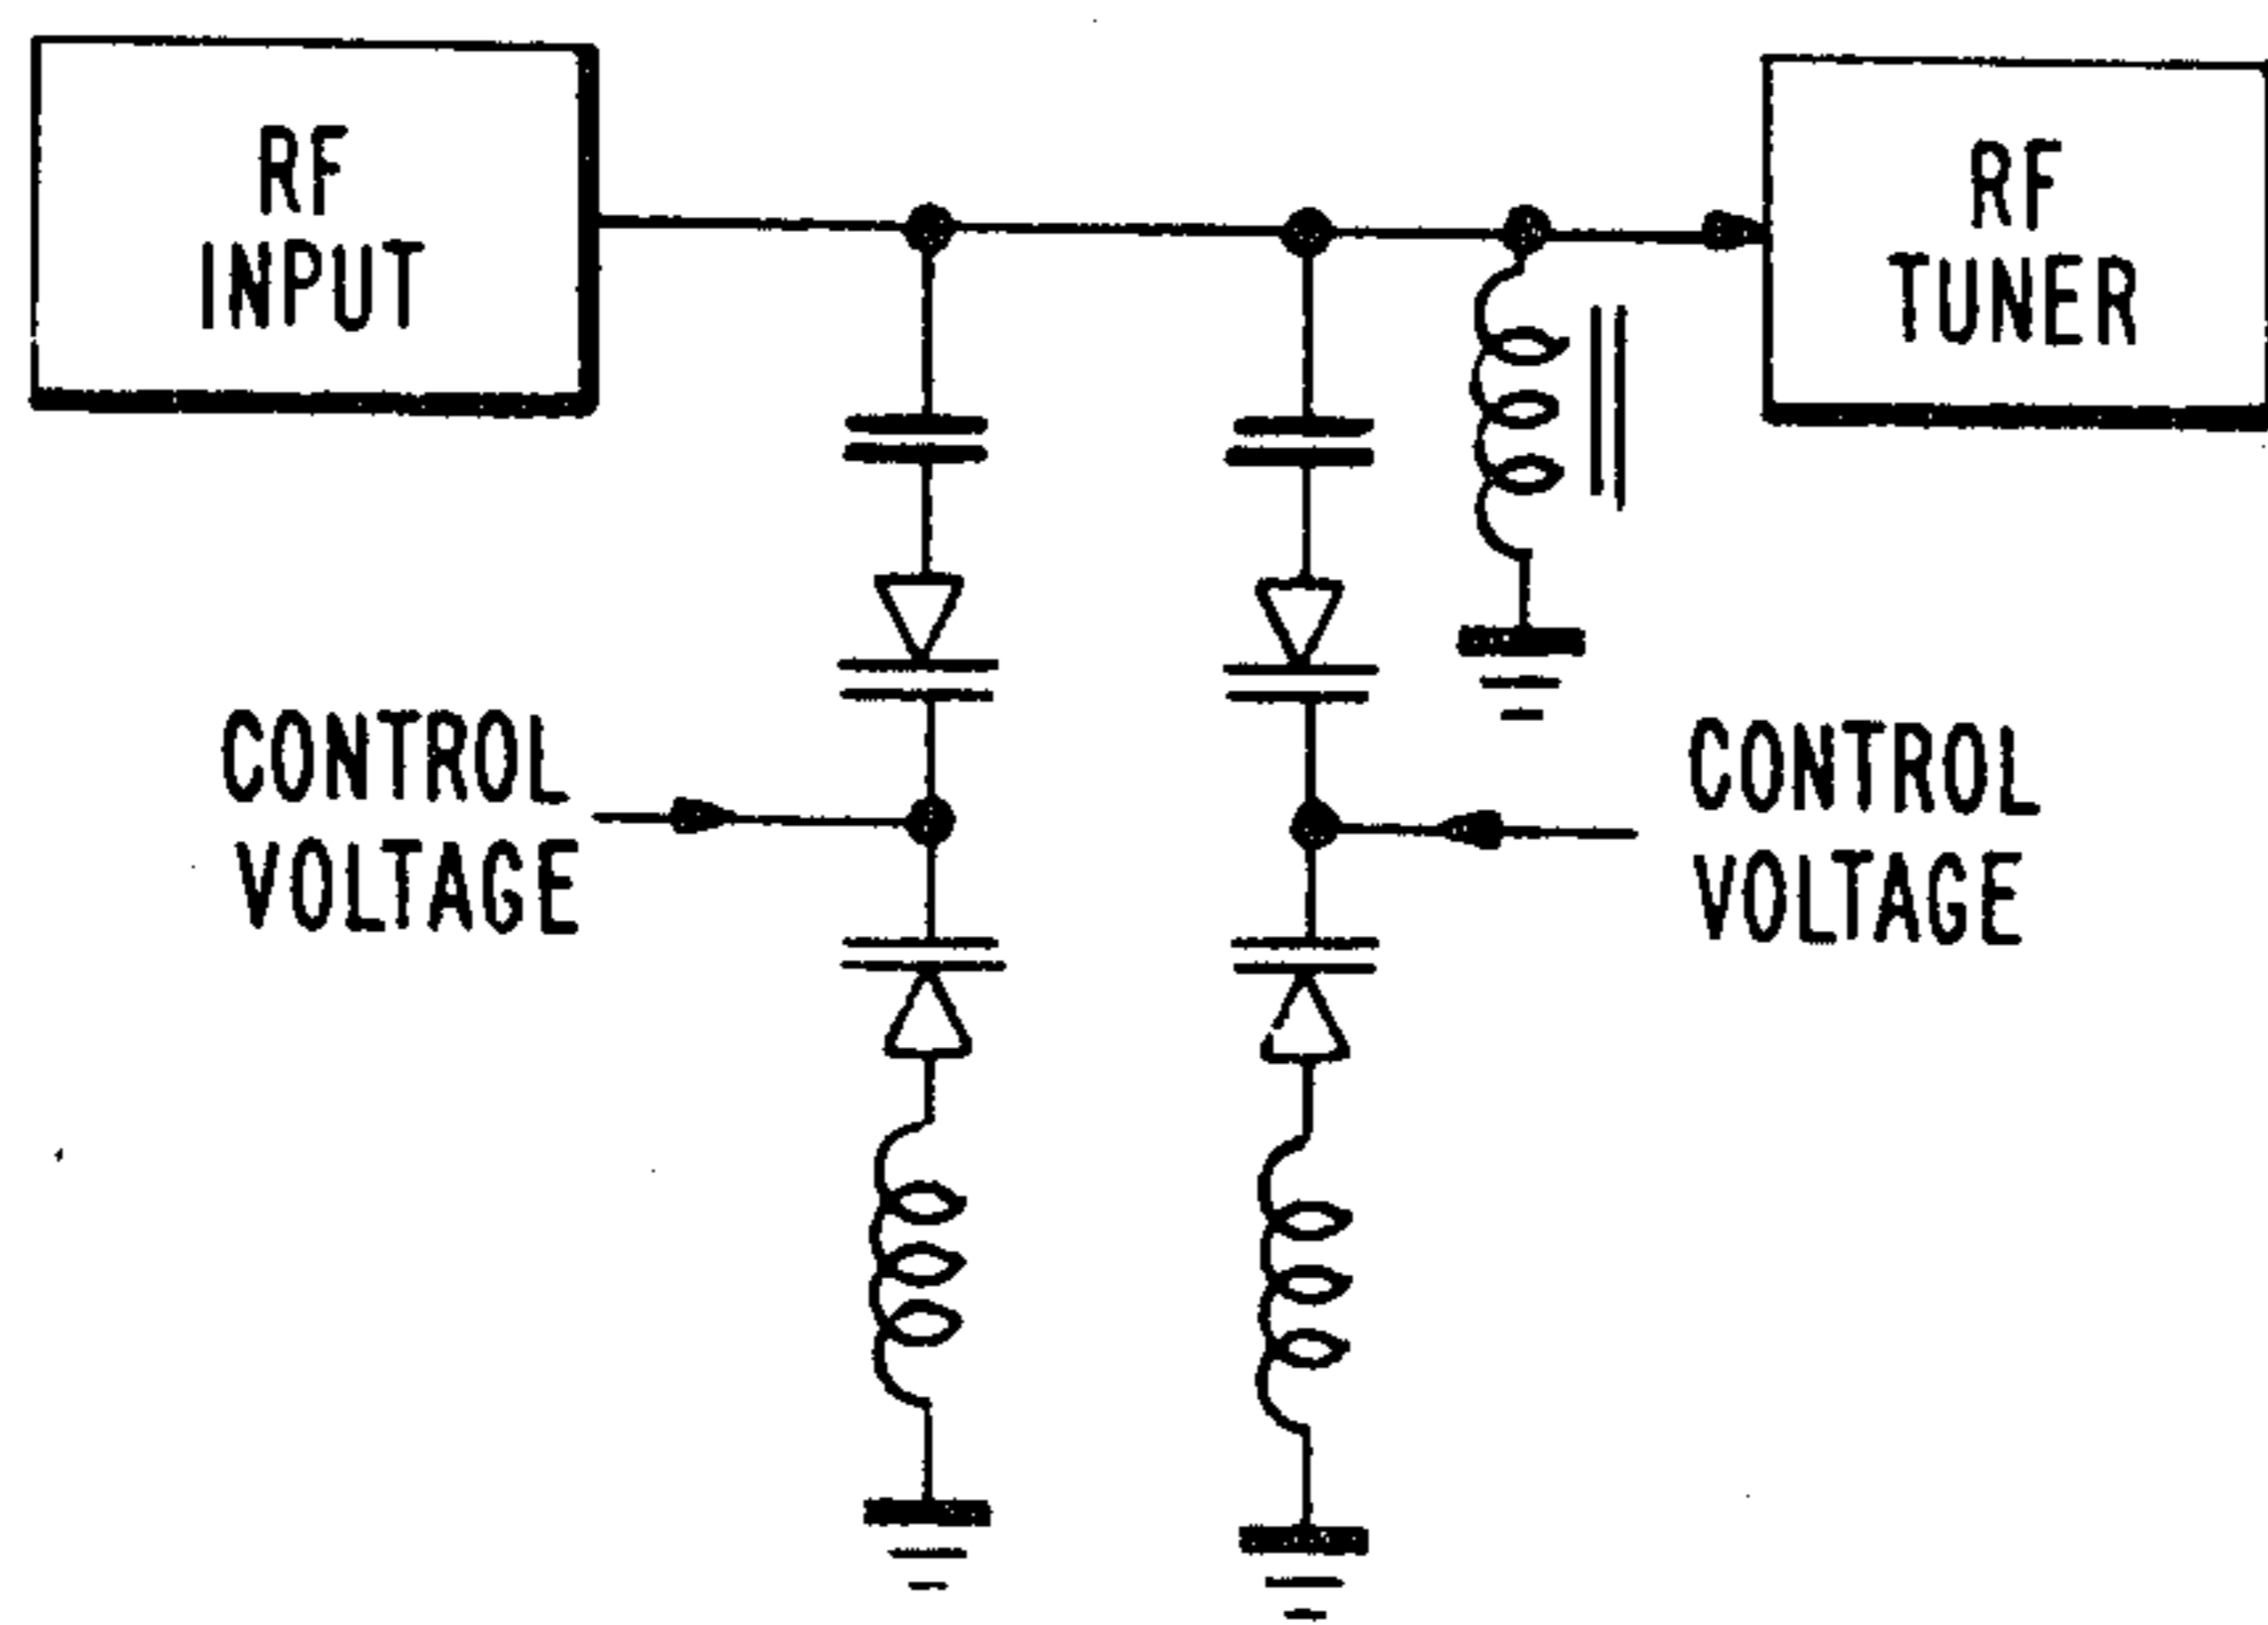 RF
INPUT
RF
TUNER
CONTROL
VOLTAGE
CONTROL
VOLTAGE